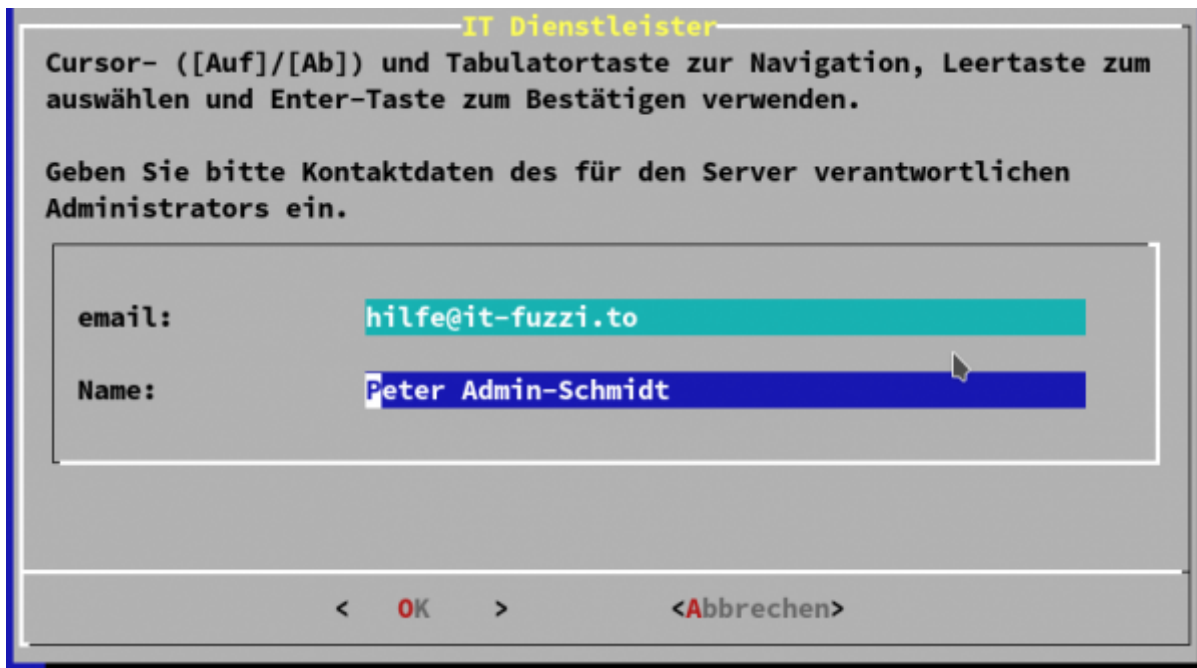 IT Dienstleister
Cursor- ([Auf]/[Ab]) und Tabulatortaste zur Navigation, Leertaste zum
auswählen und Enter-Taste zum Bestätigen verwenden.
Geben Sie bitte Kontaktdaten des für den Server verantwortlichen
Administrators ein.
email: hilfe@it-fuzzi.to
Name: Peter Admin-Schmidt
< OK > <Abbrechen>